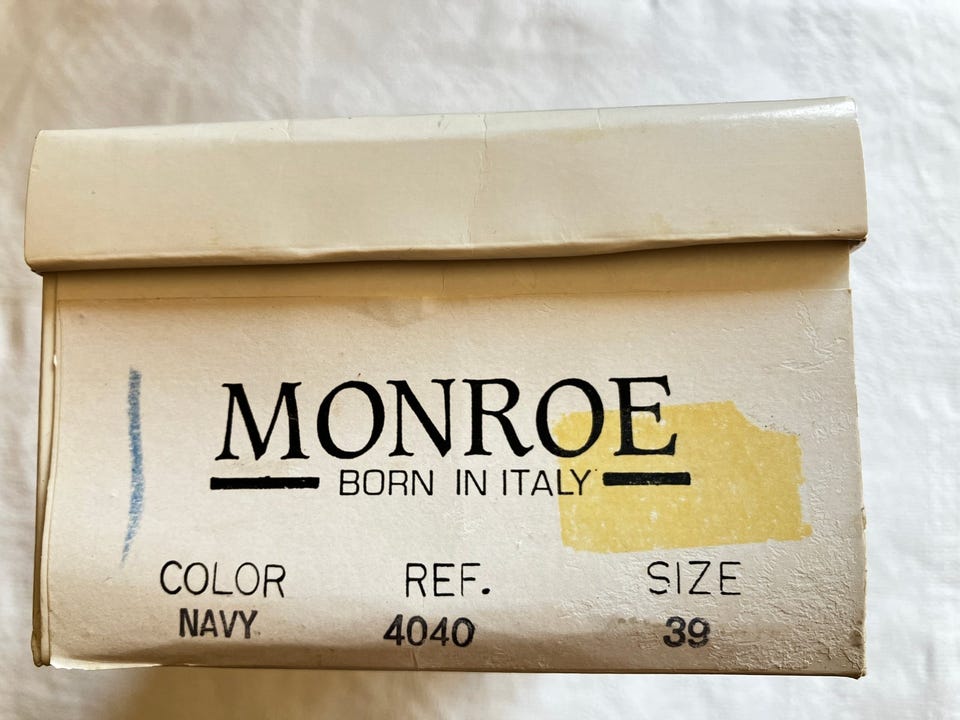 MONROE
BORN IN ITALY
COLOR REF. SIZE
NAVY 4040 39